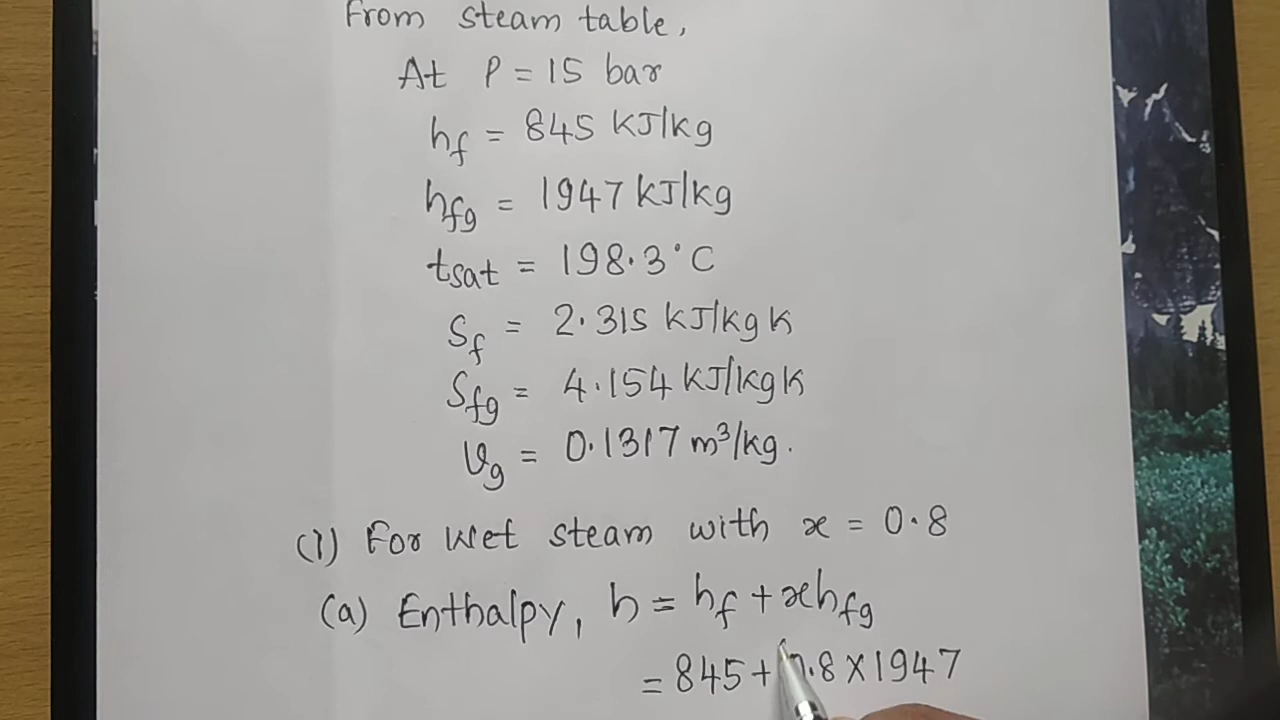 From steam table,
At P = 15 bar
hf = 845 KJ/kg
hfg = 1947 kJ/kg
tsat = 198.3°C
Sf = 2.315 kJ/kg K
Sfg = 4.154 kJ/kg K
vg = 0.1317 m³/kg.
(1) For wet steam with x = 0.8
(a) Enthalpy, h = hf + xhfg
= 845 + 0.8 × 1947